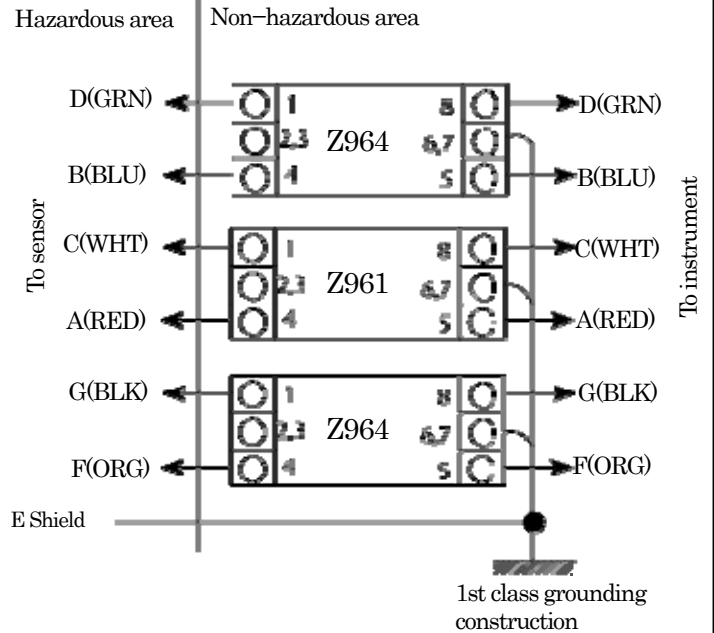 Hazardous area
Non-hazardous area
D(GRN)
1
8
D(GRN)
2,3
Z964
6,7
B(BLU)
4
5
B(BLU)
To sensor
To instrument
C(WHT)
1
8
C(WHT)
2,3
Z961
6,7
A(RED)
4
5
A(RED)
G(BLK)
1
8
G(BLK)
2,3
Z964
6,7
F(ORG)
4
5
F(ORG)
E Shield
1st class grounding
construction